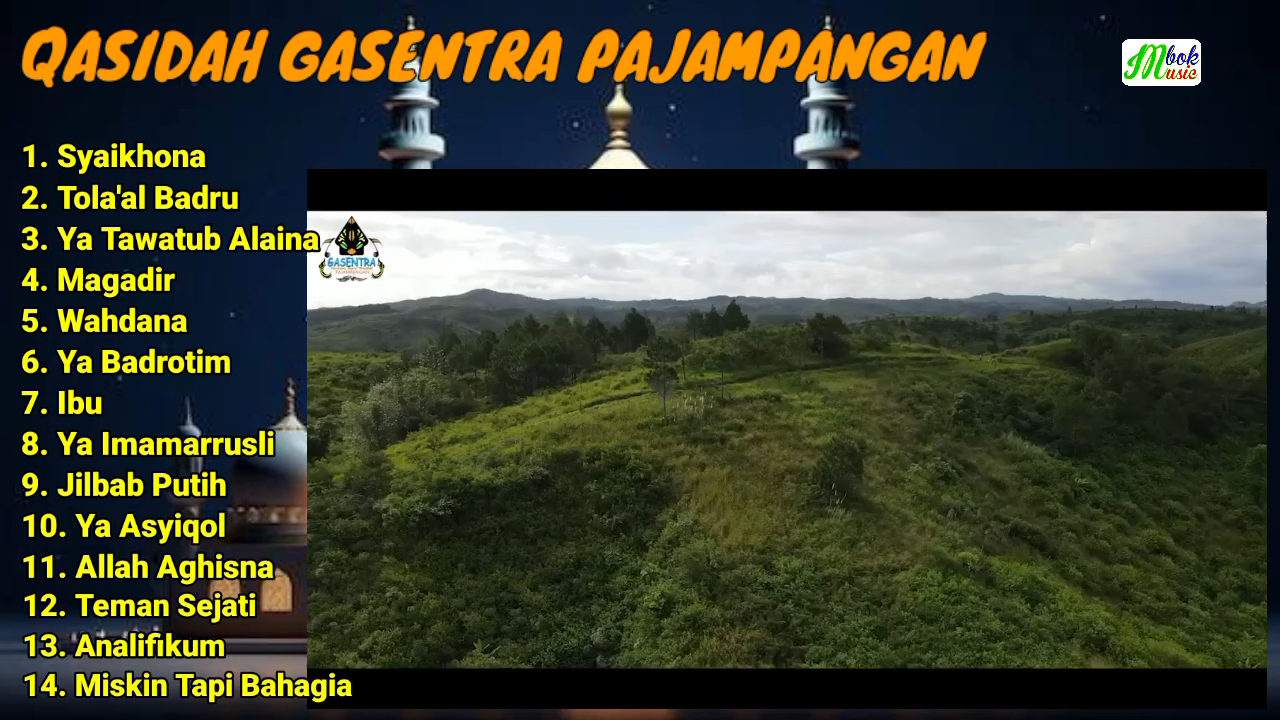 QASIDAH GASENTRA PAJAMPANGAN
Mbok
Music
1. Syaikhona
2. Tola'al Badru
3. Ya Tawatub Alaina
4. Magadir
5. Wahdana
6. Ya Badrotim
7. Ibu
8. Ya Imamarrusli
9. Jilbab Putih
10. Ya Asyiqol
11. Allah Aghisna
12. Teman Sejati
13. Analifikum
14. Miskin Tapi Bahagia
GASENTRA
PAJAMPANGAN